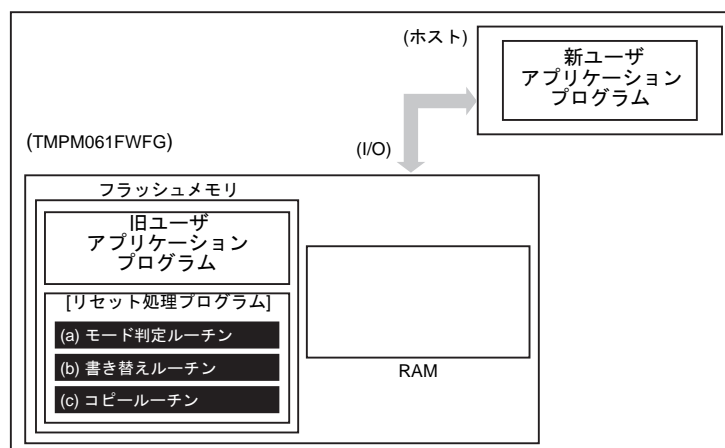 (ホスト)
新ユーザ
アプリケーション
プログラム
(TMPM061FWFG)
(I/O)
フラッシュメモリ
旧ユーザ
アプリケーション
プログラム
[リセット処理プログラム]
(a) モード判定ルーチン
(b) 書き替えルーチン
(c) コピールーチン
RAM